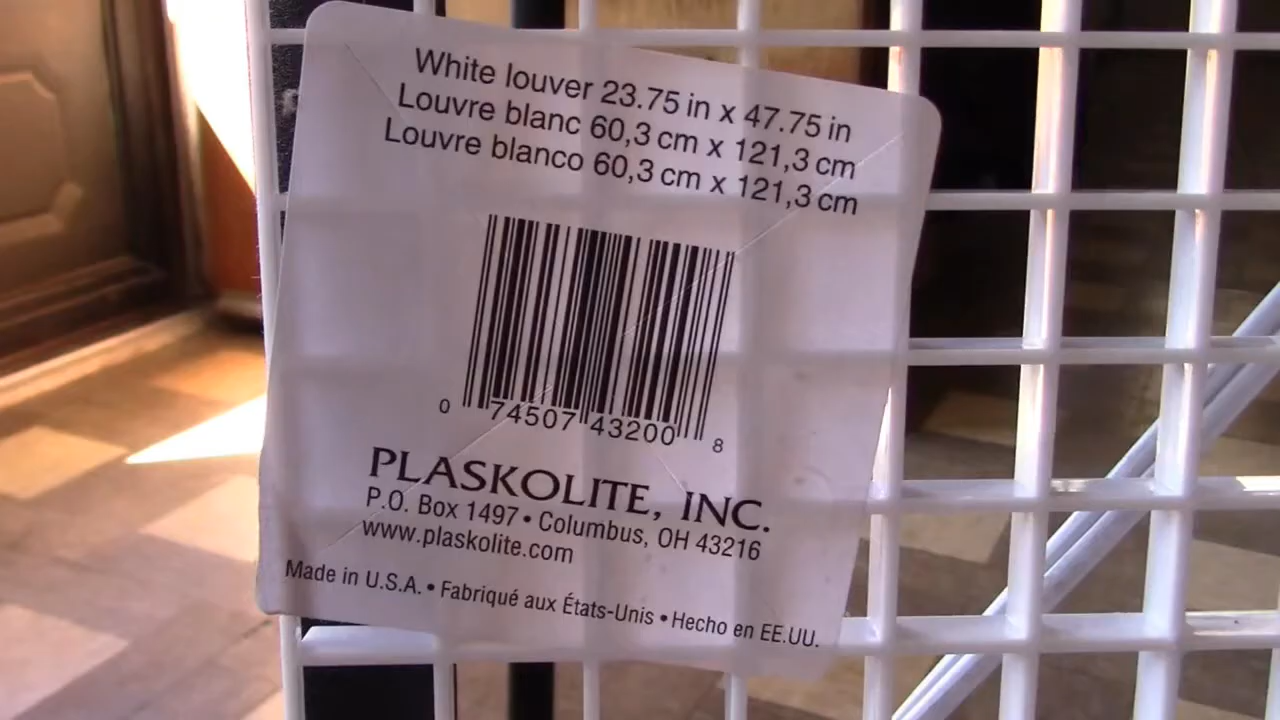 White louver 23.75 in x 47.75 in
Louvre blanc 60,3 cm x 121,3 cm
Louvre blanco 60,3 cm x 121,3 cm
0 74507 43200 8
PLASKOLITE, INC.
P.O. Box 1497 • Columbus, OH 43216
www.plaskolite.com
Made in U.S.A. • Fabriqué aux États-Unis • Hecho en EE.UU.